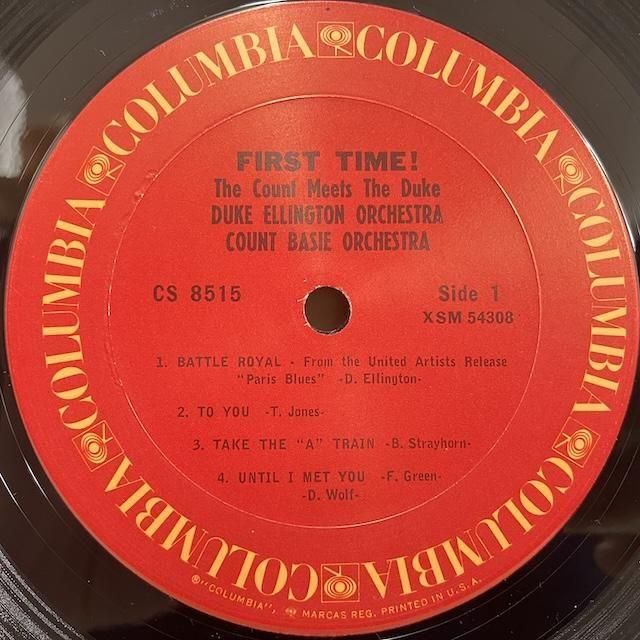 COLUMBIA COLUMBIA COLUMBIA COLUMBIA COLUMBIA COLUMBIA
FIRST TIME!
The Count Meets The Duke
DUKE ELLINGTON ORCHESTRA
COUNT BASIE ORCHESTRA
CS 8515
Side 1
XSM 54308
1. BATTLE ROYAL - From the United Artists Release
"Paris Blues" -D. Ellington-
2. TO YOU -T. Jones-
3. TAKE THE "A" TRAIN -B. Strayhorn-
4. UNTIL I MET YOU -F. Green-
-D. Wolf-
®"COLUMBIA", MARCAS REG. PRINTED IN U.S.A.